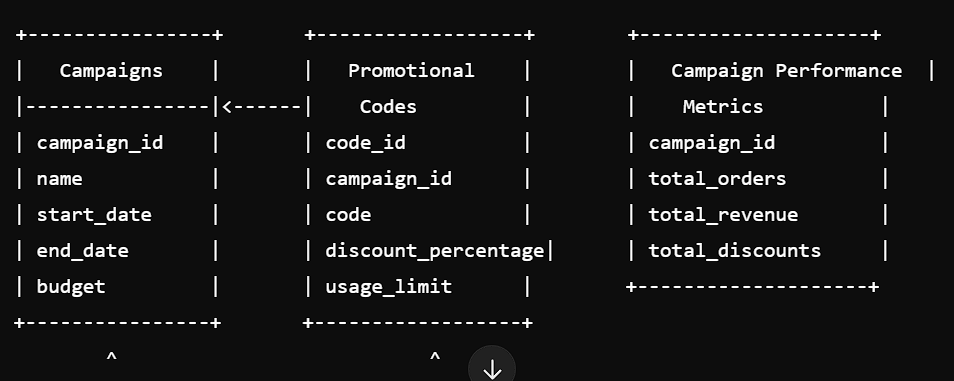 +----------------+       +------------------+        +--------------------+
|   Campaigns    |       |   Promotional    |        |   Campaign Performance  |
|----------------|<------|    Codes         |        |    Metrics          |
| campaign_id    |       | code_id          |        | campaign_id         |
| name           |       | campaign_id      |        | total_orders        |
| start_date     |       | code             |        | total_revenue       |
| end_date       |       | discount_percentage|      | total_discounts     |
| budget         |       | usage_limit      |        +--------------------+
+----------------+       +------------------+
        ^                           ^